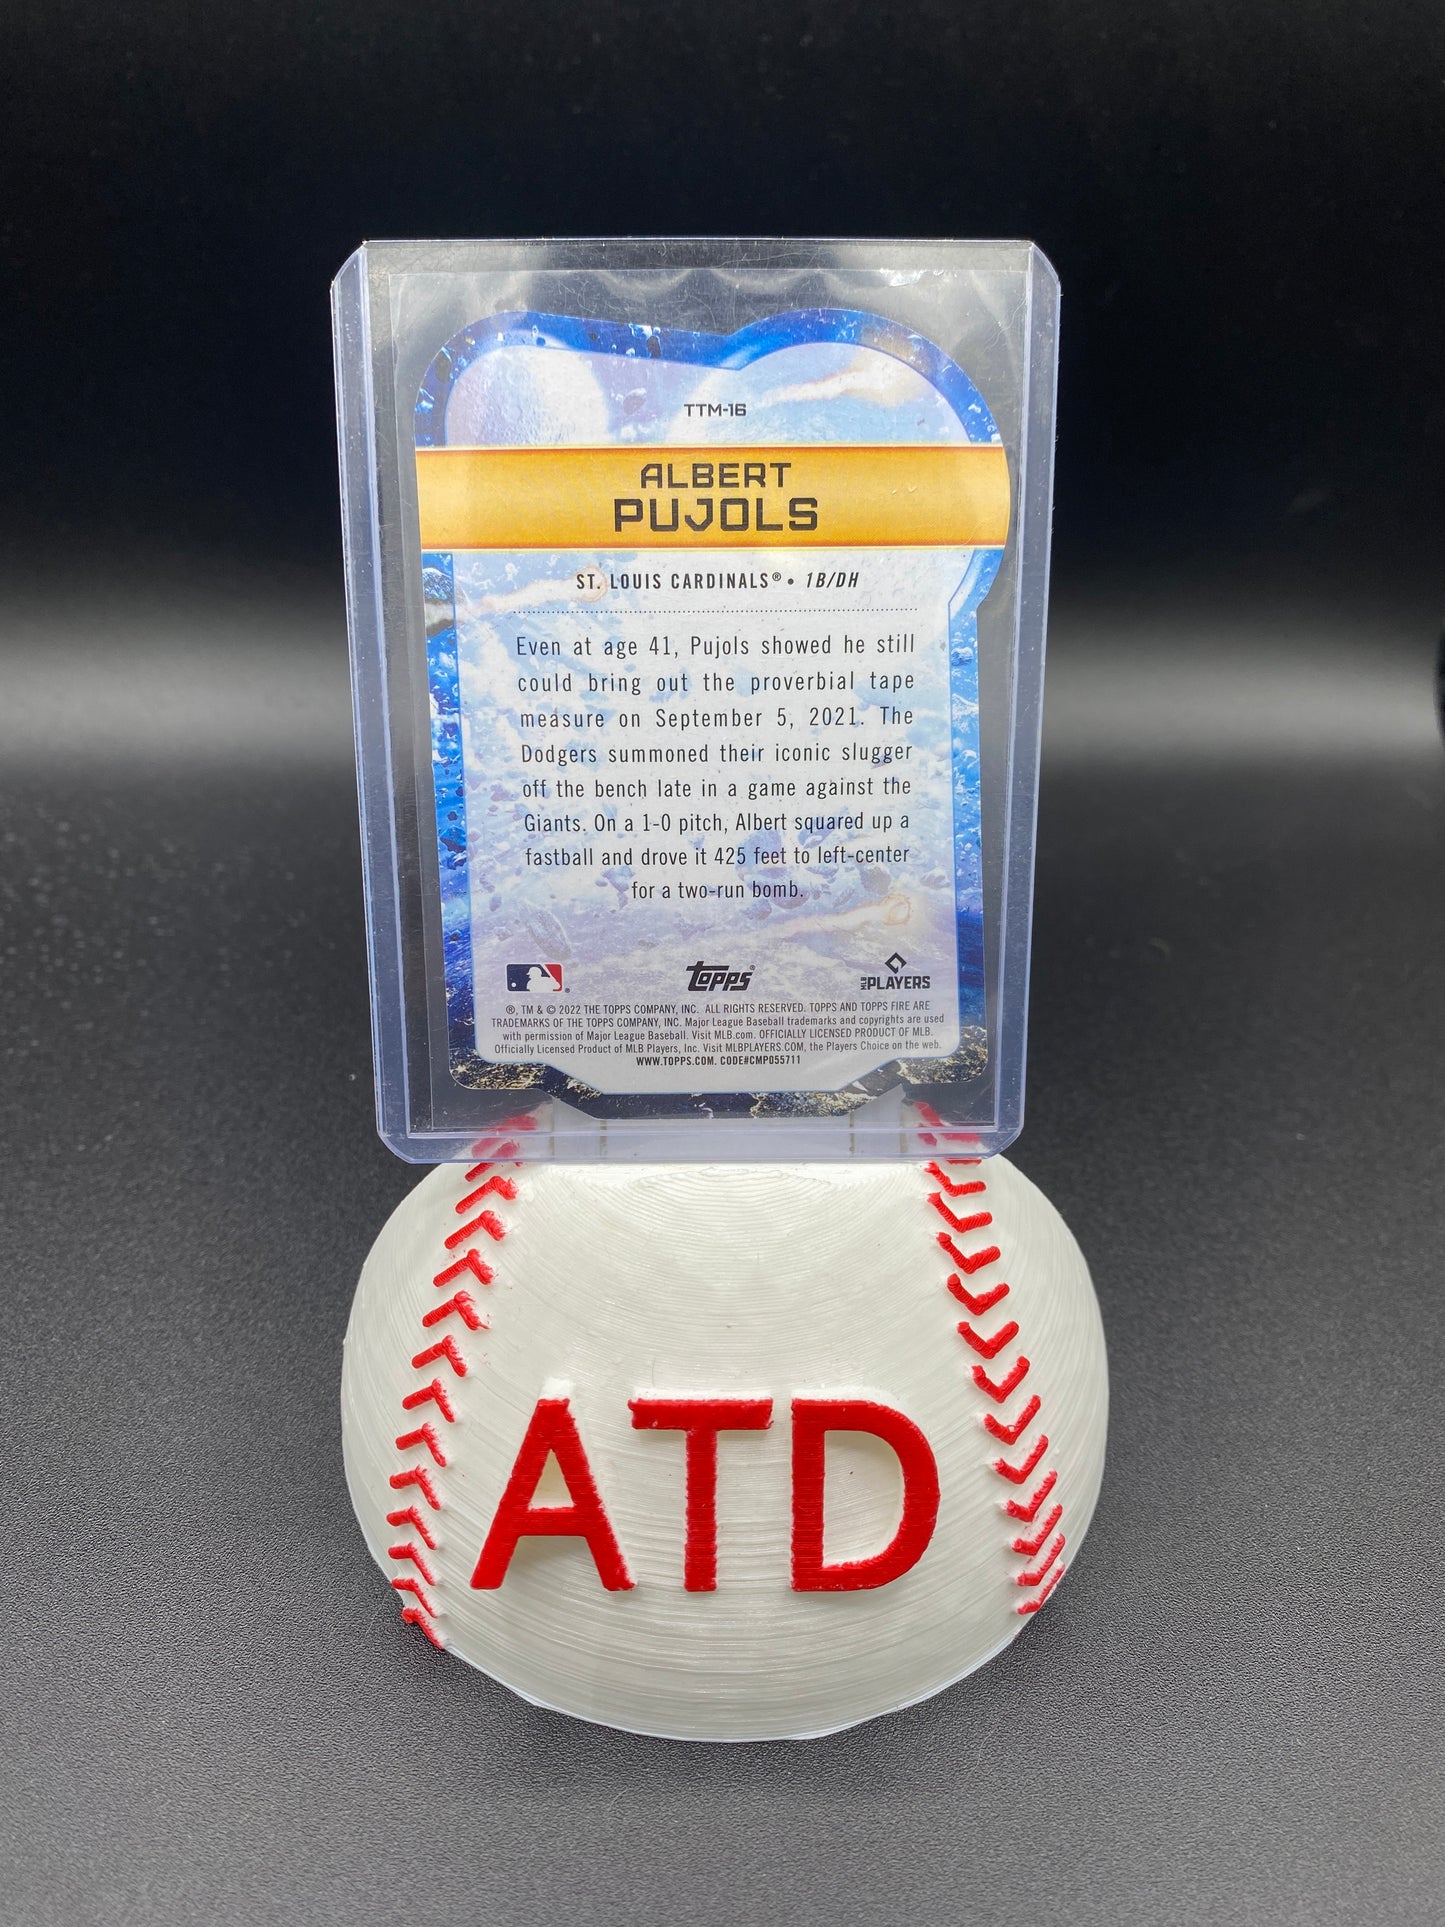 TTM-16
ALBERT
PUJOLS
ST. LOUIS CARDINALS® • 1B/DH
Even at age 41, Pujols showed he still
could bring out the proverbial tape
measure on September 5, 2021. The
Dodgers summoned their iconic slugger
off the bench late in a game against the
Giants. On a 1-0 pitch, Albert squared up a
fastball and drove it 425 feet to left-center
for a two-run bomb.
topps® MLB PLAYERS
®, TM & © 2022 THE TOPPS COMPANY, INC. ALL RIGHTS RESERVED. TOPPS AND TOPPS FIRE ARE
TRADEMARKS OF THE TOPPS COMPANY, INC. Major League Baseball trademarks and copyrights are used
with permission of Major League Baseball. Visit MLB.com. OFFICIALLY LICENSED PRODUCT OF MLB.
Officially Licensed Product of MLB Players, Inc. Visit MLBPLAYERS.COM, the Players Choice on the web.
WWW.TOPPS.COM. CODE#CMP055711
ATD